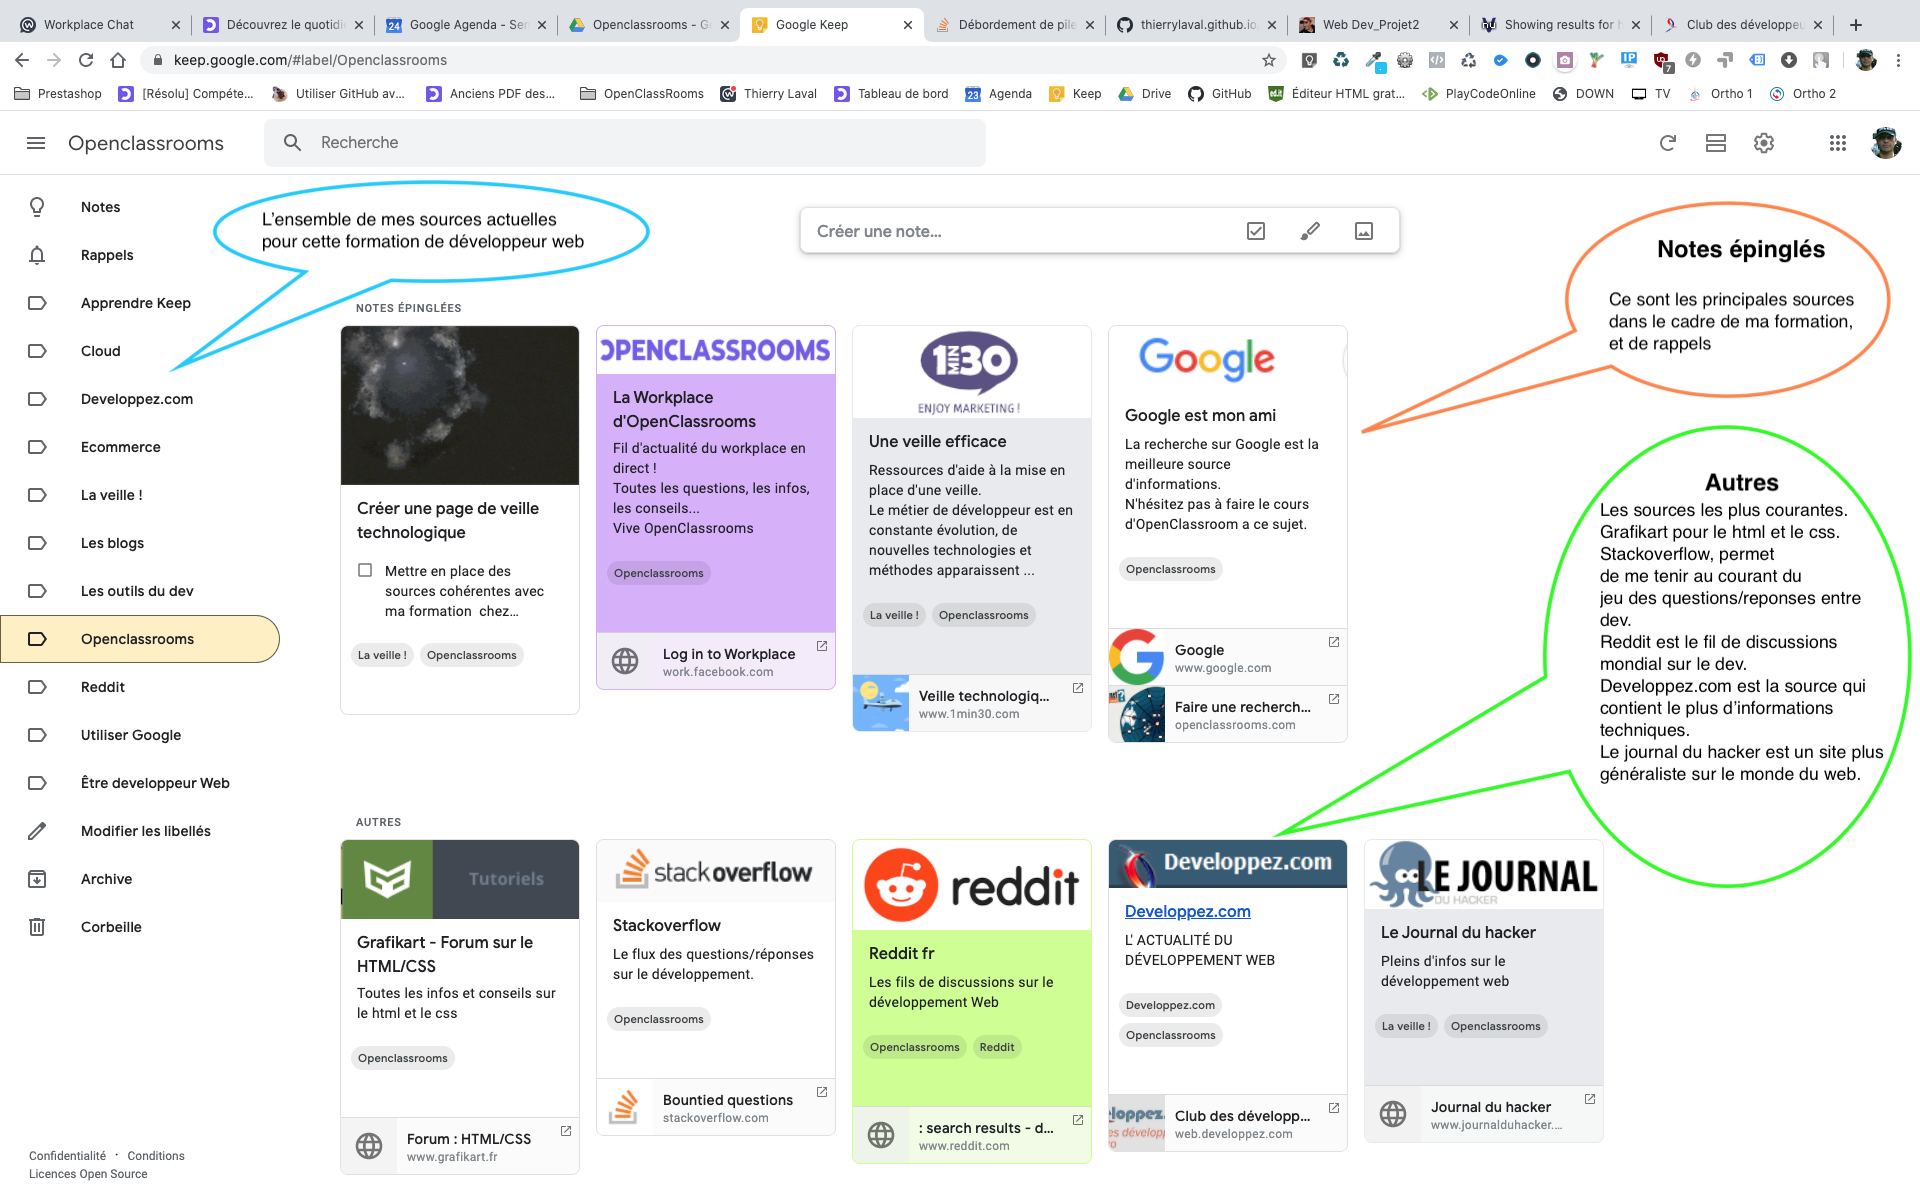 Workplace Chat
Découvrez le quotidi
Google Agenda - Sem
Openclassrooms - Go
Google Keep
Débordement de pile
thierrylaval.github.io
Web Dev_Projet2
Showing results for h
Club des développeu
keep.google.com/#label/Openclassrooms
Prestashop
[Résolu] Compéte...
Utiliser GitHub av...
Anciens PDF des...
OpenClassRooms
Thierry Laval
Tableau de bord
23
Agenda
Keep
Drive
GitHub
Éditeur HTML grat...
PlayCodeOnline
DOWN
TV
Ortho 1
Ortho 2
Openclassrooms
Recherche
Notes
Rappels
Apprendre Keep
Cloud
Developpez.com
Ecommerce
La veille !
Les blogs
Les outils du dev
Openclassrooms
Reddit
Utiliser Google
Être developpeur Web
Modifier les libellés
Archive
Corbeille
Confidentialité · Conditions
Licences Open Source
L'ensemble de mes sources actuelles
pour cette formation de développeur web
Créer une note...
Notes épinglés
Ce sont les principales sources
dans le cadre de ma formation,
et de rappels
NOTES ÉPINGLÉES
Créer une page de veille
technologique
Mettre en place des
sources cohérentes avec
ma formation chez...
La veille !
Openclassrooms
OPENCLASSROOMS
La Workplace
d'OpenClassrooms
Fil d'actualité du workplace en
direct !
Toutes les questions, les infos,
les conseils...
Vive OpenClassrooms
Openclassrooms
Log in to Workplace
work.facebook.com
1MIN30
ENJOY MARKETING !
Une veille efficace
Ressources d'aide à la mise en
place d'une veille.
Le métier de développeur est en
constante évolution, de
nouvelles technologies et
méthodes apparaissent ...
La veille !
Openclassrooms
Veille technologiq...
www.1min30.com
Google
Google est mon ami
La recherche sur Google est la
meilleure source
d'informations.
N'hésitez pas à faire le cours
d'OpenClassroom a ce sujet.
Openclassrooms
Google
www.google.com
Faire une recherch...
openclassrooms.com
Autres
Les sources les plus courantes.
Grafikart pour le html et le css.
Stackoverflow, permet
de me tenir au courant du
jeu des questions/reponses entre
dev.
Reddit est le fil de discussions
mondial sur le dev.
Developpez.com est la source qui
contient le plus d'informations
techniques.
Le journal du hacker est un site plus
généraliste sur le monde du web.
AUTRES
Tutoriels
Grafikart - Forum sur le
HTML/CSS
Toutes les infos et conseils sur
le html et le css
Openclassrooms
Forum : HTML/CSS
www.grafikart.fr
stackoverflow
Stackoverflow
Le flux des questions/réponses
sur le développement.
Openclassrooms
Bountied questions
stackoverflow.com
reddit
Reddit fr
Les fils de discussions sur le
développement Web
Openclassrooms
Reddit
: search results - d...
www.reddit.com
Developpez.com
Developpez.com
L' ACTUALITÉ DU
DÉVELOPPEMENT WEB
Developpez.com
Openclassrooms
Club des développ...
web.developpez.com
LE JOURNAL
DU HACKER
Le Journal du hacker
Pleins d'infos sur le
développement web
La veille !
Openclassrooms
Journal du hacker
www.journalduhacker....